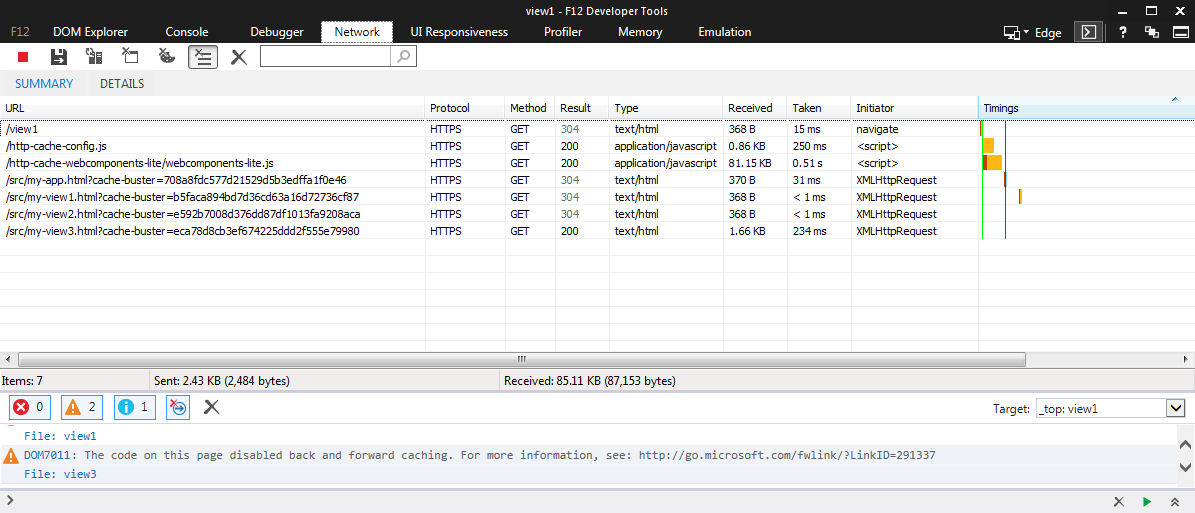 view1 - F12 Developer Tools
F12 DOM Explorer Console Debugger Network UI Responsiveness Profiler Memory Emulation Edge ?
SUMMARY DETAILS
URL Protocol Method Result Type Received Taken Initiator Timings
/view1 HTTPS GET 304 text/html 368 B 15 ms navigate
/http-cache-config.js HTTPS GET 200 application/javascript 0.86 KB 250 ms <script>
/http-cache-webcomponents-lite/webcomponents-lite.js HTTPS GET 200 application/javascript 81.15 KB 0.51 s <script>
/src/my-app.html?cache-buster=708a8fdc577d21529d5b3edffa1f0e46 HTTPS GET 304 text/html 370 B 31 ms XMLHttpRequest
/src/my-view1.html?cache-buster=b5faca894bd7d36cd63a16d72736cf87 HTTPS GET 304 text/html 368 B < 1 ms XMLHttpRequest
/src/my-view2.html?cache-buster=e592b7008d376dd87df1013fa9208aca HTTPS GET 304 text/html 368 B < 1 ms XMLHttpRequest
/src/my-view3.html?cache-buster=eca78d8cb3ef674225ddd2f555e79980 HTTPS GET 200 text/html 1.66 KB 234 ms XMLHttpRequest
Items: 7 Sent: 2.43 KB (2,484 bytes) Received: 85.11 KB (87,153 bytes)
0 2 1 Target: _top: view1
File: view1
DOM7011: The code on this page disabled back and forward caching. For more information, see: http://go.microsoft.com/fwlink/?LinkID=291337
File: view3